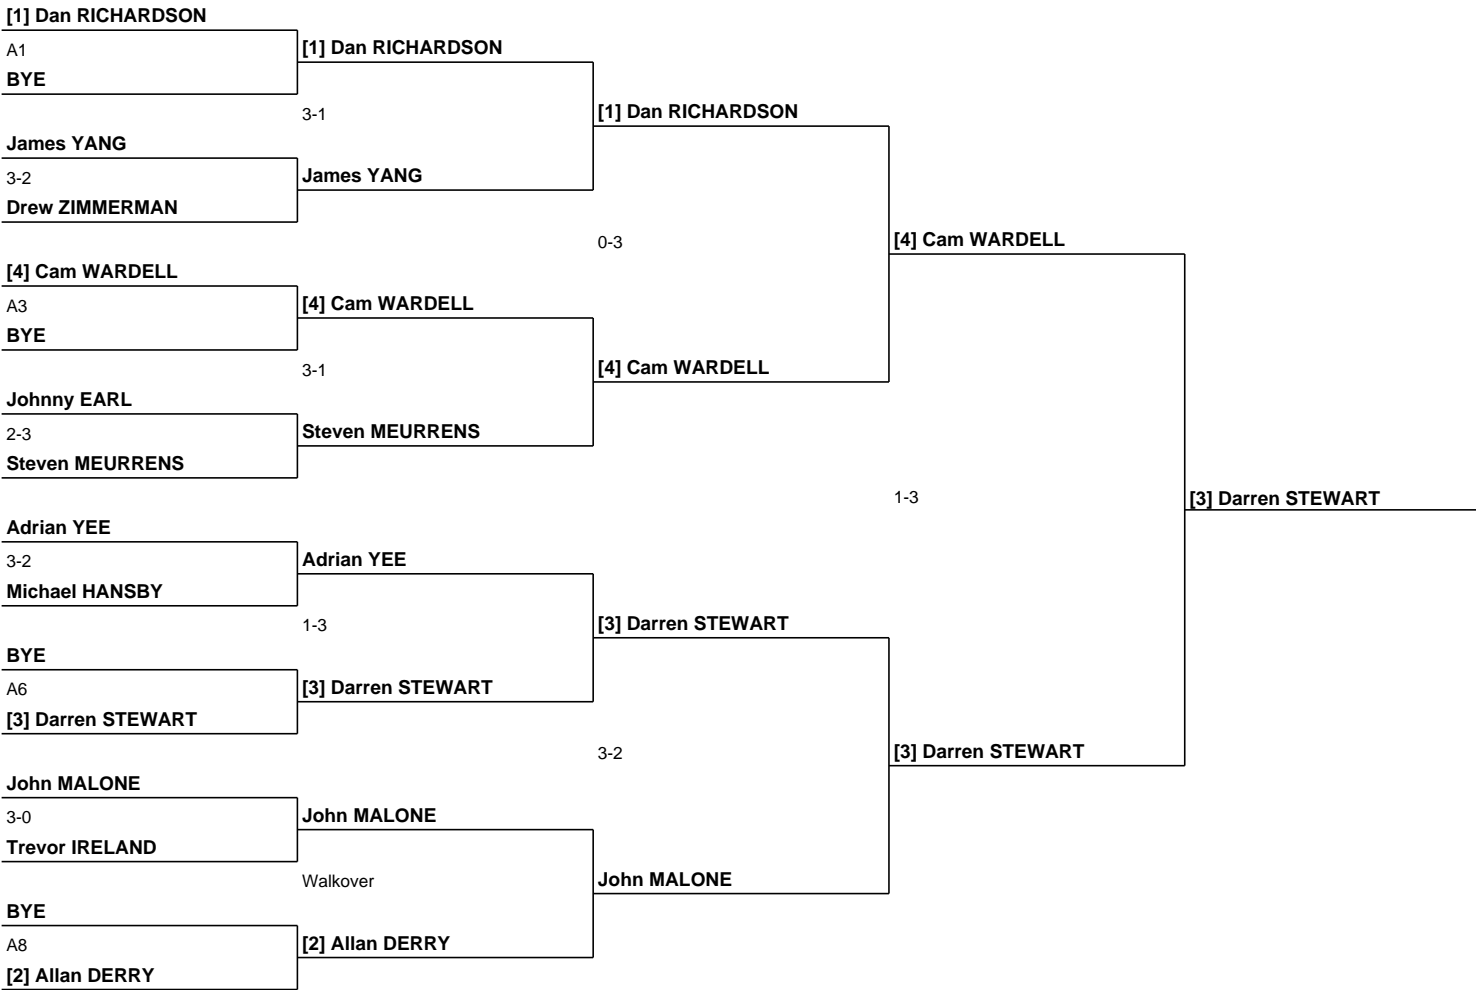 [1] Dan RICHARDSON
A1
BYE
James YANG
3-2
Drew ZIMMERMAN
[4] Cam WARDELL
A3
BYE
Johnny EARL
2-3
Steven MEURRENS
Adrian YEE
3-2
Michael HANSBY
BYE
A6
[3] Darren STEWART
John MALONE
3-0
Trevor IRELAND
BYE
A8
[2] Allan DERRY
[1] Dan RICHARDSON
3-1
James YANG
[4] Cam WARDELL
3-1
Steven MEURRENS
Adrian YEE
1-3
[3] Darren STEWART
John MALONE
Walkover
[2] Allan DERRY
[1] Dan RICHARDSON
0-3
[4] Cam WARDELL
[3] Darren STEWART
3-2
John MALONE
[4] Cam WARDELL
1-3
[3] Darren STEWART
[3] Darren STEWART